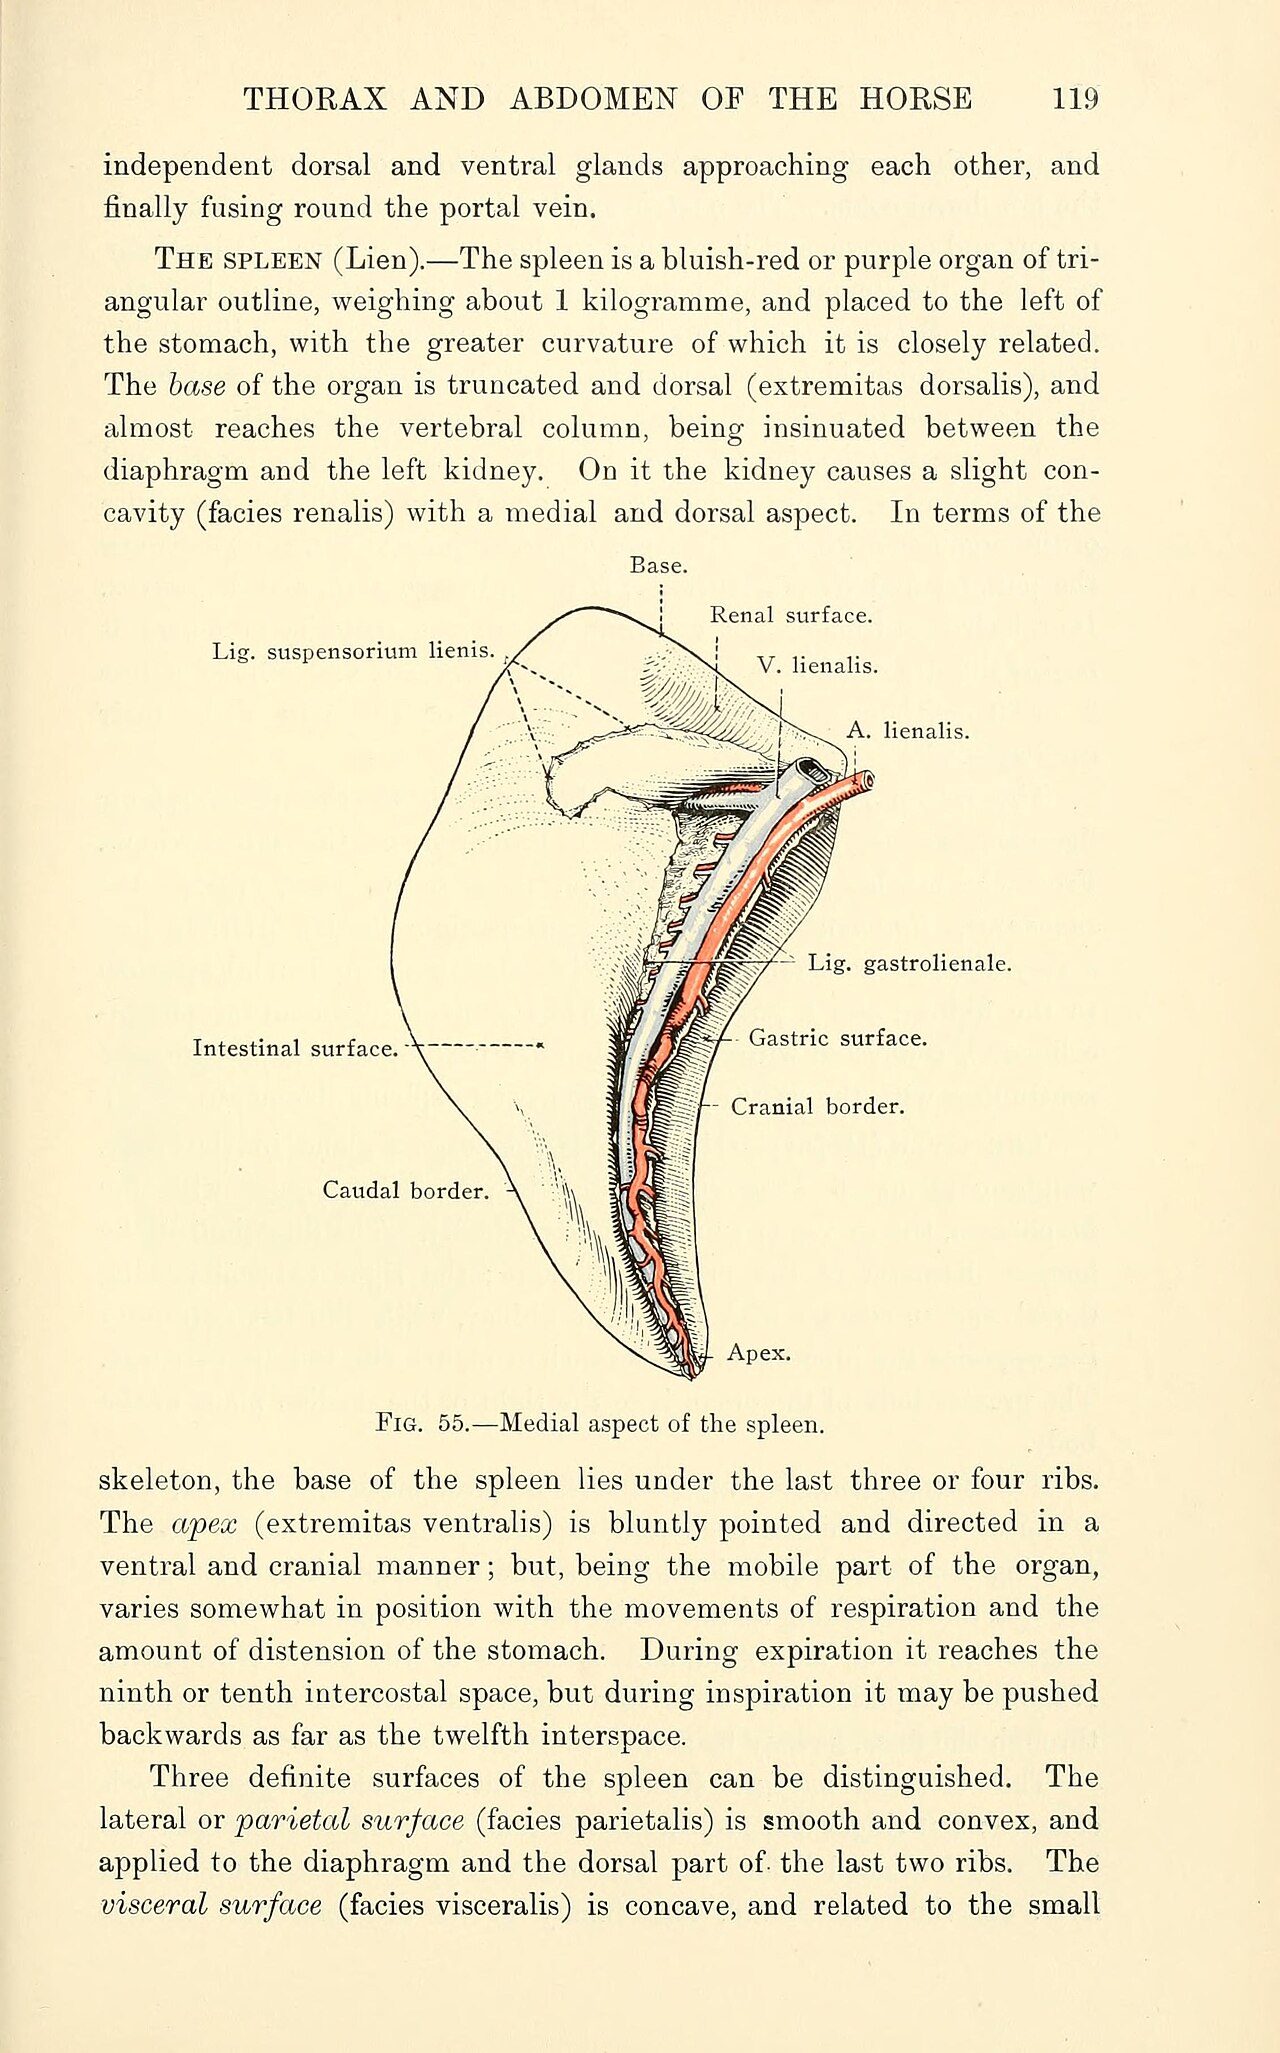 THORAX AND ABDOMEN OF THE HORSE 119
independent dorsal and ventral glands approaching each other, and
finally fusing round the portal vein.
THE SPLEEN (Lien).—The spleen is a bluish-red or purple organ of tri-
angular outline, weighing about 1 kilogramme, and placed to the left of
the stomach, with the greater curvature of which it is closely related.
The base of the organ is truncated and dorsal (extremitas dorsalis), and
almost reaches the vertebral column, being insinuated between the
diaphragm and the left kidney. On it the kidney causes a slight con-
cavity (facies renalis) with a medial and dorsal aspect. In terms of the
Base.
Renal surface.
Lig. suspensorium lienis.
V. lienalis.
A. lienalis.
Lig. gastrolienale.
Intestinal surface.
Gastric surface.
Cranial border.
Caudal border.
Apex.
FIG. 55.—Medial aspect of the spleen.
skeleton, the base of the spleen lies under the last three or four ribs.
The apex (extremitas ventralis) is bluntly pointed and directed in a
ventral and cranial manner; but, being the mobile part of the organ,
varies somewhat in position with the movements of respiration and the
amount of distension of the stomach. During expiration it reaches the
ninth or tenth intercostal space, but during inspiration it may be pushed
backwards as far as the twelfth interspace.
Three definite surfaces of the spleen can be distinguished. The
lateral or parietal surface (facies parietalis) is smooth and convex, and
applied to the diaphragm and the dorsal part of the last two ribs. The
visceral surface (facies visceralis) is concave, and related to the small